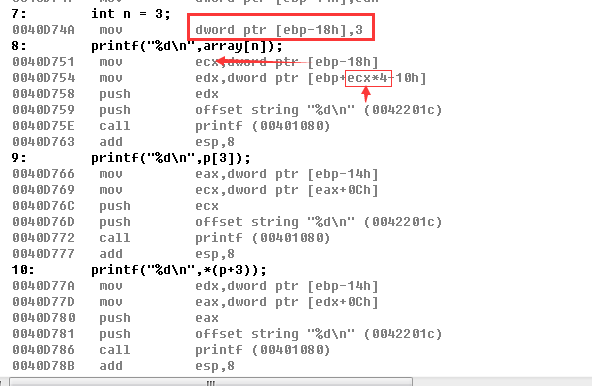 7:      int n = 3;
0040D74A   mov         dword ptr [ebp-18h],3
8:      printf("%d\n",array[n]);
0040D751   mov         ecx,dword ptr [ebp-18h]
0040D754   mov         edx,dword ptr [ebp+ecx*4-10h]
0040D758   push        edx
0040D759   push        offset string "%d\n" (0042201c)
0040D75E   call        printf (00401080)
0040D763   add         esp,8
9:      printf("%d\n",p[3]);
0040D766   mov         eax,dword ptr [ebp-14h]
0040D769   mov         ecx,dword ptr [eax+0Ch]
0040D76C   push        ecx
0040D76D   push        offset string "%d\n" (0042201c)
0040D772   call        printf (00401080)
0040D777   add         esp,8
10:     printf("%d\n",*(p+3));
0040D77A   mov         edx,dword ptr [ebp-14h]
0040D77D   mov         eax,dword ptr [edx+0Ch]
0040D780   push        eax
0040D781   push        offset string "%d\n" (0042201c)
0040D786   call        printf (00401080)
0040D78B   add         esp,8